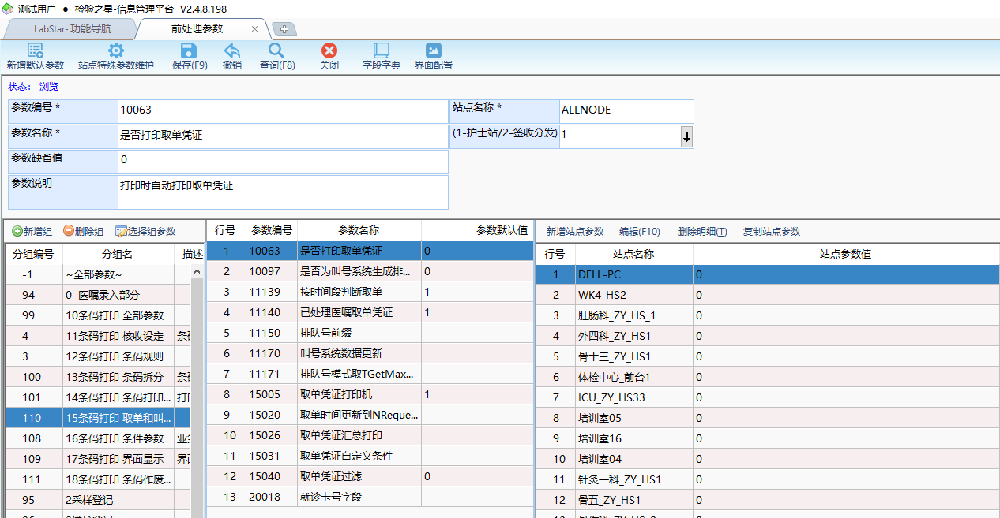 测试用户 ● 检验之星-信息管理平台 V2.4.8.198
LabStar- 功能导航 前处理参数 ×
新增默认参数 站点特殊参数维护 保存(F9) 撤销 查询(F8) 关闭 字段字典 界面配置
状态: 浏览
参数编号 * 10063 站点名称 * ALLNODE
参数名称 * 是否打印取单凭证 (1-护士站/2-签收分发) 1
参数缺省值 0
参数说明 打印时自动打印取单凭证
新增组 删除组 选择组参数
分组编号 分组名 描述
-1 ~全部参数~
94 0 医嘱录入部分
99 10条码打印 全部参数
4 11条码打印 核收设定 条
3 12条码打印 条码规则
100 13条码打印 条码拆分 条
101 14条码打印 条码打印... 打
110 15条码打印 取单和叫...
108 16条码打印 条件参数 业
109 17条码打印 界面显示 界
111 18条码打印 条码作废...
95 2采样登记
行号 参数编号 参数名称 参数默认值
1 10063 是否打印取单凭证 0
2 10097 是否为叫号系统生成排... 0
3 11139 按时间段判断取单 1
4 11140 已处理医嘱取单凭证 1
5 11150 排队号前缀
6 11170 叫号系统数据更新
7 11171 排队号模式取TGetMax...
8 15005 取单凭证打印机 1
9 15020 取单时间更新到NReque...
10 15026 取单凭证汇总打印
11 15031 取单凭证自定义条件
12 15040 取单凭证过滤 0
13 20018 就诊卡号字段
新增站点参数 编辑(F10) 删除明细(T) 复制站点参数
行号 站点名称 站点参数值
1 DELL-PC 0
2 WK4-HS2 0
3 肛肠科_ZY_HS_1 0
4 外四科_ZY_HS1 0
5 骨十三_ZY_HS1 0
6 体检中心_前台1 0
7 ICU_ZY_HS33 0
8 培训室05 0
9 培训室16 0
10 培训室04 0
11 针灸一科_ZY_HS1 0
12 骨五_ZY_HS1 0